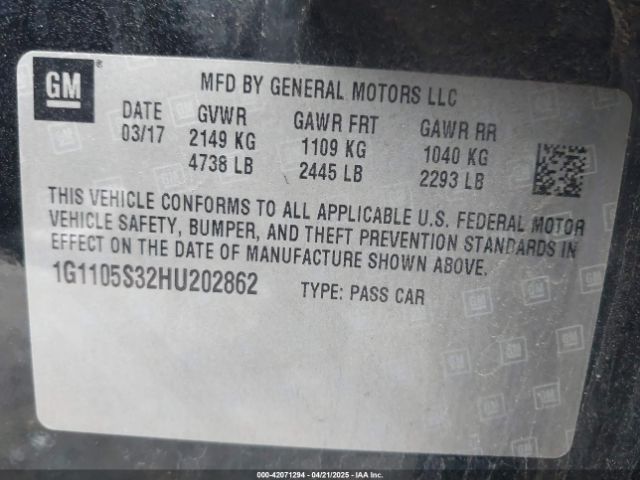 GM®
MFD BY GENERAL MOTORS LLC
DATE GVWR GAWR FRT GAWR RR
03/17 2149 KG 1109 KG 1040 KG
4738 LB 2445 LB 2293 LB
THIS VEHICLE CONFORMS TO ALL APPLICABLE U.S. FEDERAL MOTOR
VEHICLE SAFETY, BUMPER, AND THEFT PREVENTION STANDARDS IN
EFFECT ON THE DATE OF MANUFACTURE SHOWN ABOVE.
1G1105S32HU202862 TYPE: PASS CAR
000-42071294 - 04/21/2025 - IAA Inc.